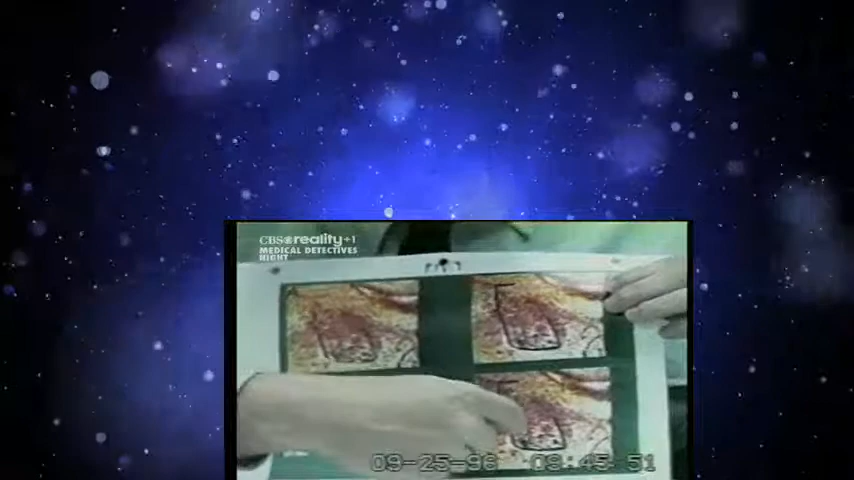 CBS reality+1
MEDICAL DETECTIVES
NIGHT
09-25-98 09:45:51